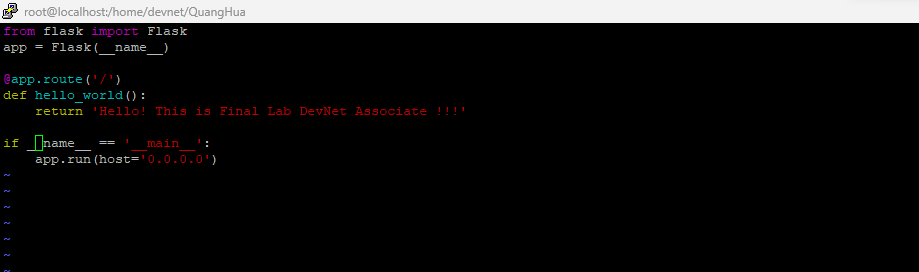 root@localhost:/home/devnet/QuangHua
from flask import Flask
app = Flask(__name__)

@app.route('/')
def hello_world():
    return 'Hello! This is Final Lab DevNet Associate !!!'

if __name__ == '__main__':
    app.run(host='0.0.0.0')
~
~
~
~
~
~
~